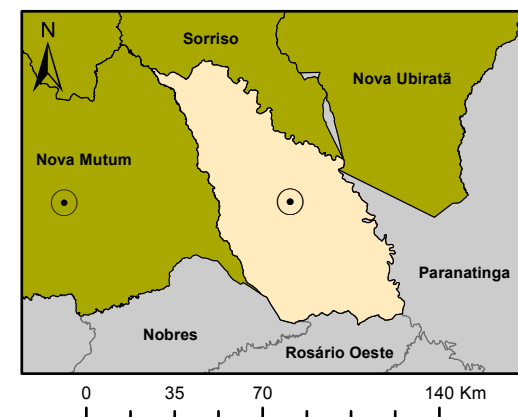 N
Sorriso
Nova Ubiratã
Nova Mutum
Paranatinga
Nobres
Rosário Oeste
0 35 70 140 Km